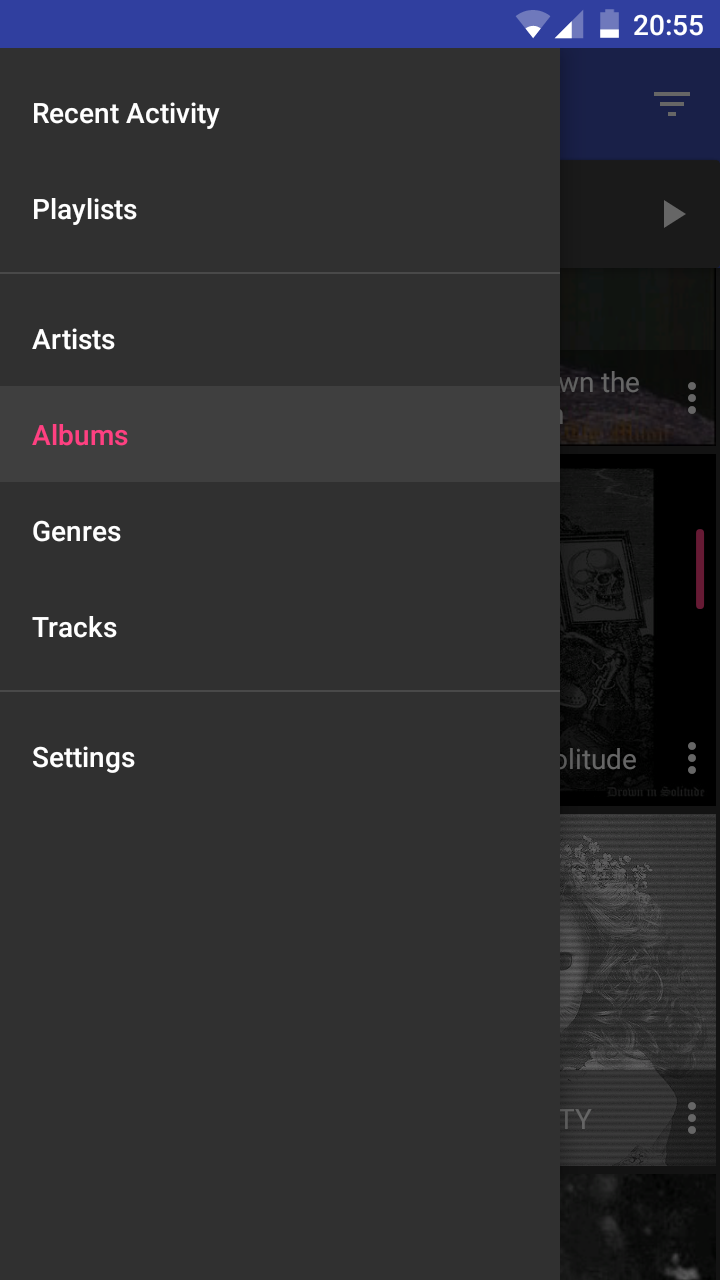 20:55
Recent Activity
Playlists
Artists
wn the
Albums
Genres
Tracks
Settings
olitude
Drown in Solitude
TY